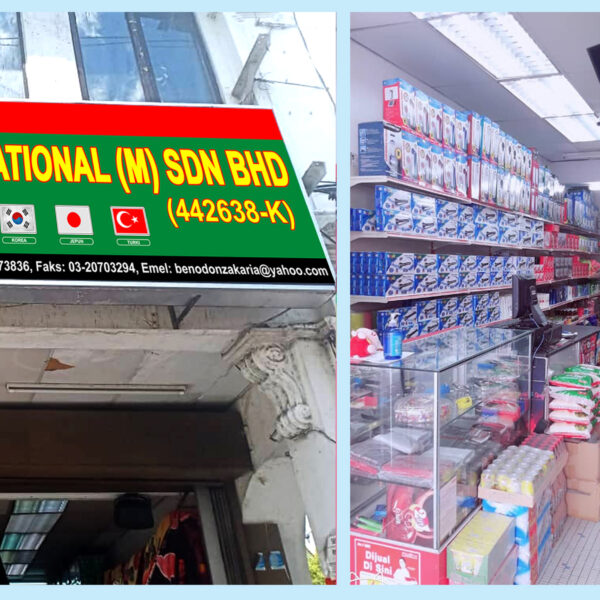 ATIONAL (M) SDN BHD
(442638-K)
KOREA JEPUN TURKI
73836, Faks: 03-20703294, Emel: benodonzakaria@yahoo.com
Dijual
Di Sini